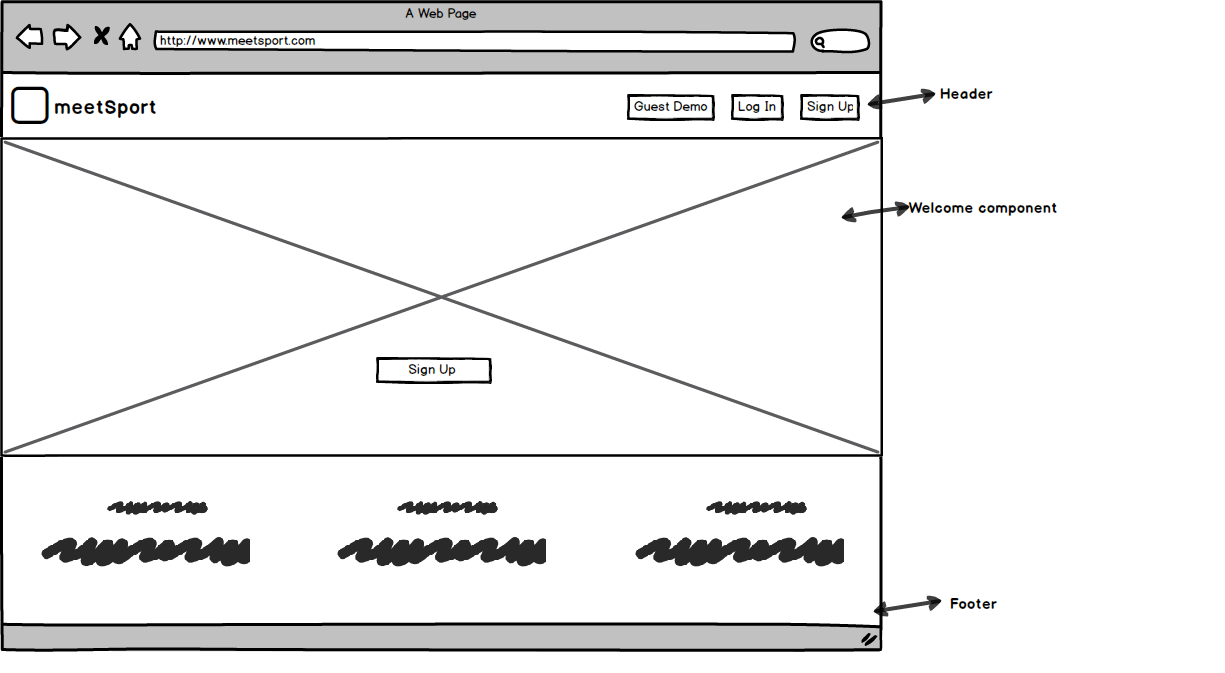 A Web Page
http://www.meetsport.com
meetSport
Guest Demo
Log In
Sign Up
Header
Welcome component
Sign Up
Footer